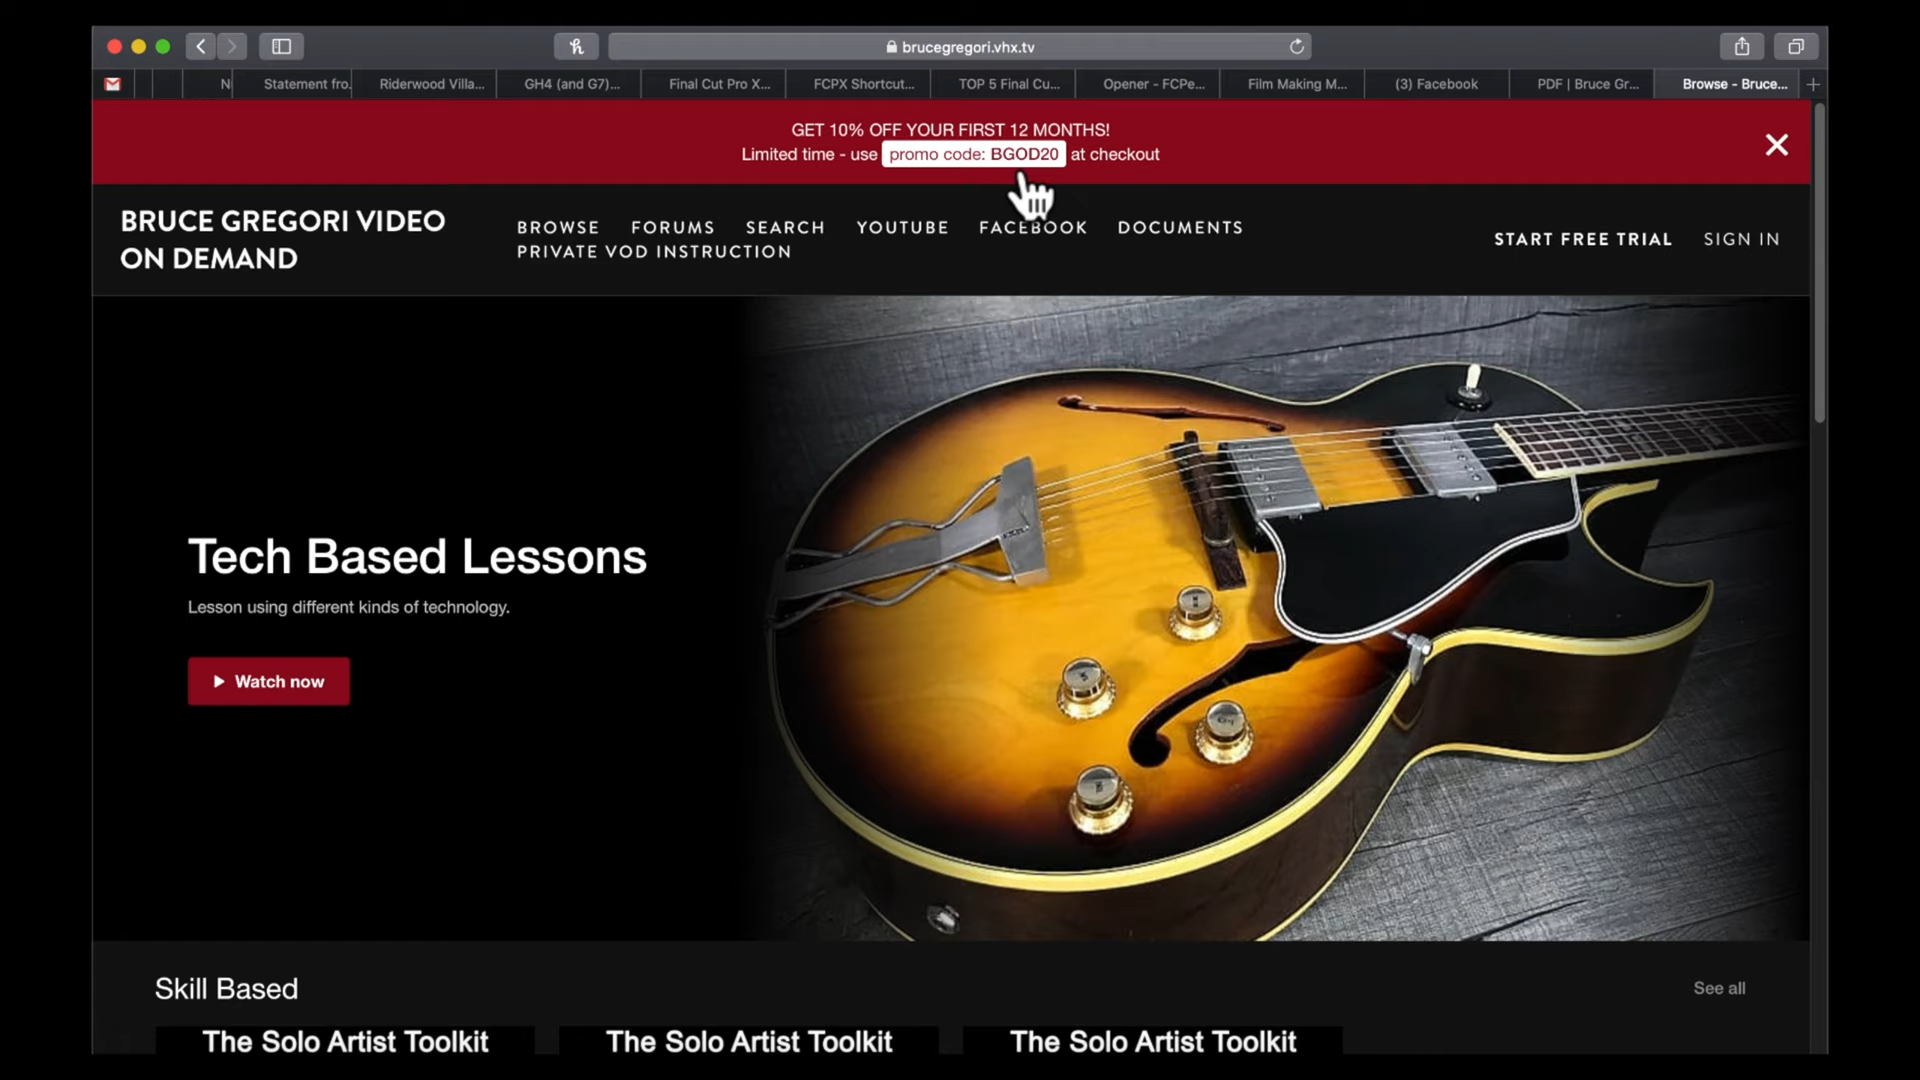 brucegregori.vhx.tv
N
Statement fro.
Riderwood Villa...
GH4 (and G7)...
Final Cut Pro X...
FCPX Shortcut...
TOP 5 Final Cu...
Opener - FCPe...
Film Making M...
(3) Facebook
PDF | Bruce Gr...
Browse - Bruce...
GET 10% OFF YOUR FIRST 12 MONTHS!
Limited time - use promo code: BGOD20 at checkout
BRUCE GREGORI VIDEO
ON DEMAND
BROWSE
FORUMS
SEARCH
YOUTUBE
FACEBOOK
DOCUMENTS
PRIVATE VOD INSTRUCTION
START FREE TRIAL
SIGN IN
Tech Based Lessons
Lesson using different kinds of technology.
Watch now
Skill Based
See all
The Solo Artist Toolkit
The Solo Artist Toolkit
The Solo Artist Toolkit